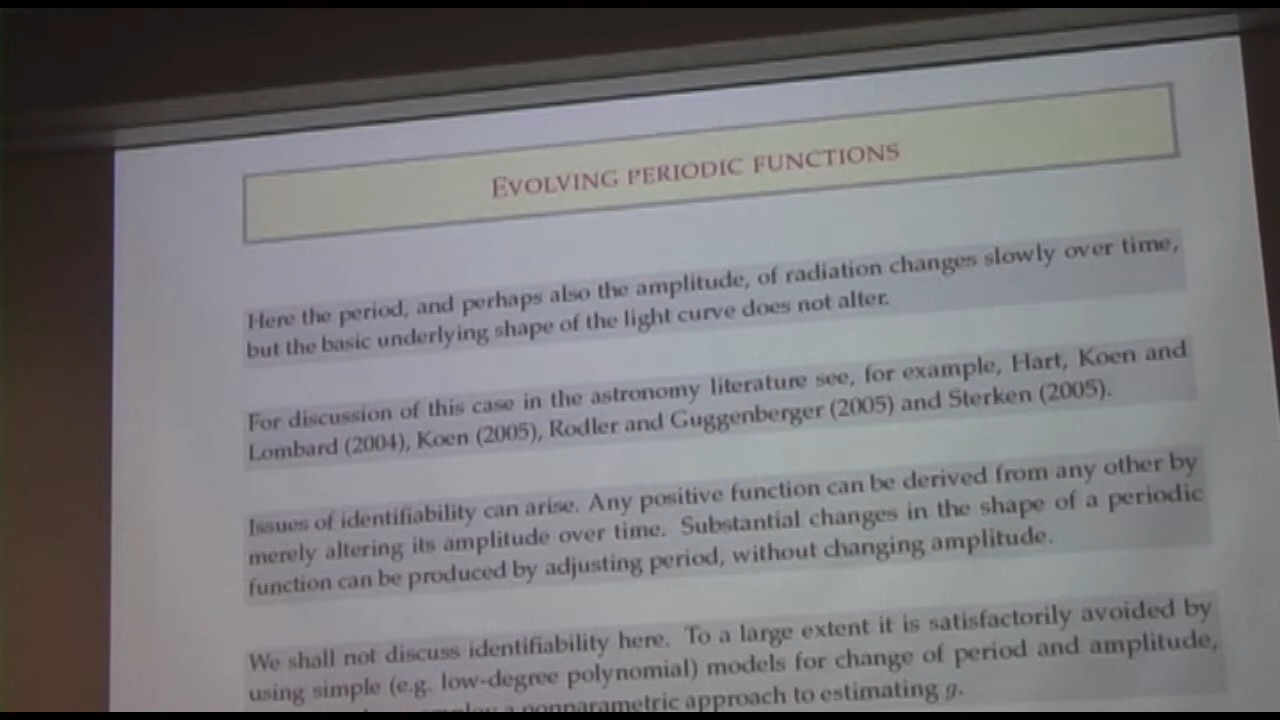 EVOLVING PERIODIC FUNCTIONS
Here the period, and perhaps also the amplitude, of radiation changes slowly over time,
but the basic underlying shape of the light curve does not alter.
For discussion of this case in the astronomy literature see, for example, Hart, Koen and
Lombard (2004), Koen (2005), Rodler and Guggenberger (2005) and Sterken (2005).
Issues of identifiability can arise. Any positive function can be derived from any other by
merely altering its amplitude over time. Substantial changes in the shape of a periodic
function can be produced by adjusting period, without changing amplitude.
We shall not discuss identifiability here. To a large extent it is satisfactorily avoided by
using simple (e.g. low-degree polynomial) models for change of period and amplitude,
a nonparametric approach to estimating g.